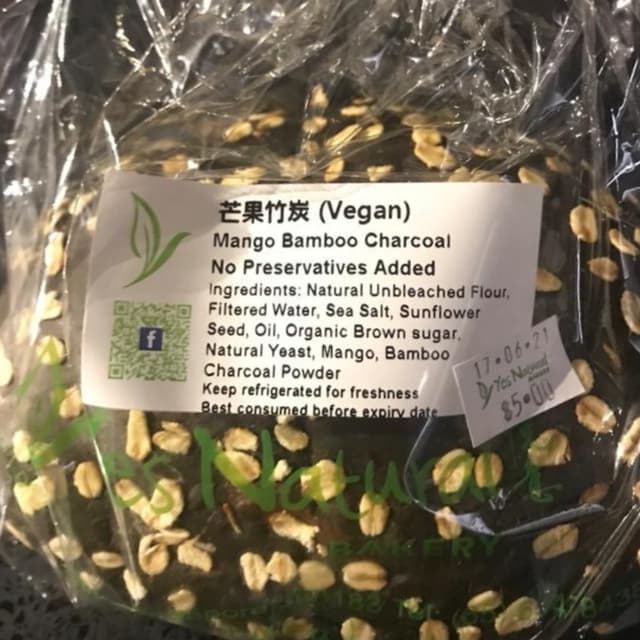 芒果竹炭 (Vegan)
Mango Bamboo Charcoal
No Preservatives Added
Ingredients: Natural Unbleached Flour,
Filtered Water, Sea Salt, Sunflower
Seed, Oil, Organic Brown sugar,
Natural Yeast, Mango, Bamboo
Charcoal Powder
Keep refrigerated for freshness
Best consumed before expiry date
f
17•06•21
Yes Natural
$5•00
Yes Natural
BAKERY